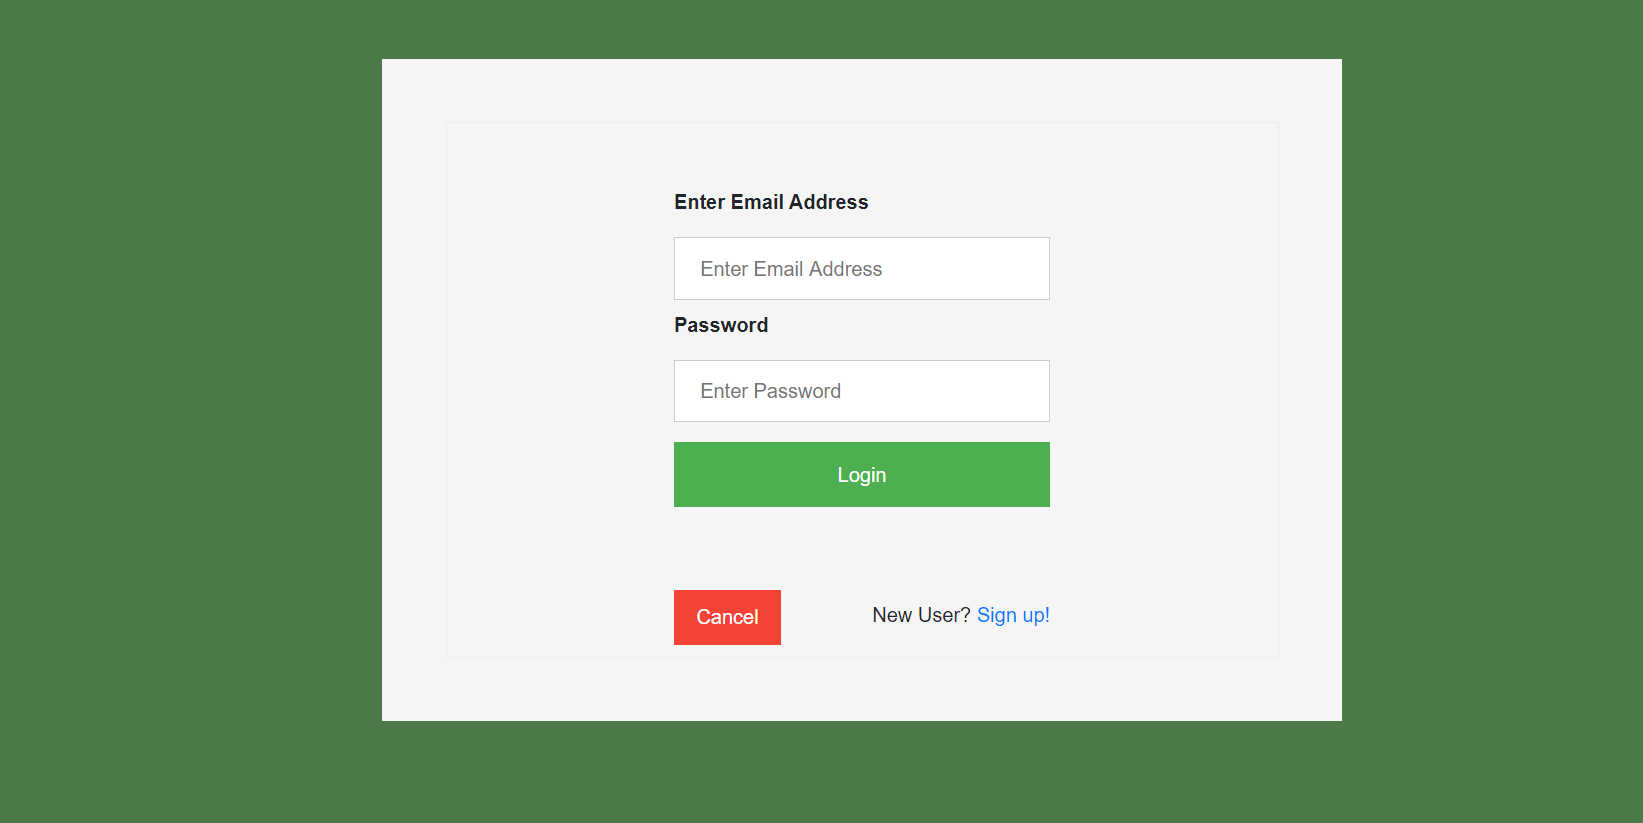 Enter Email Address
Enter Email Address
Password
Enter Password
Login
Cancel
New User? Sign up!